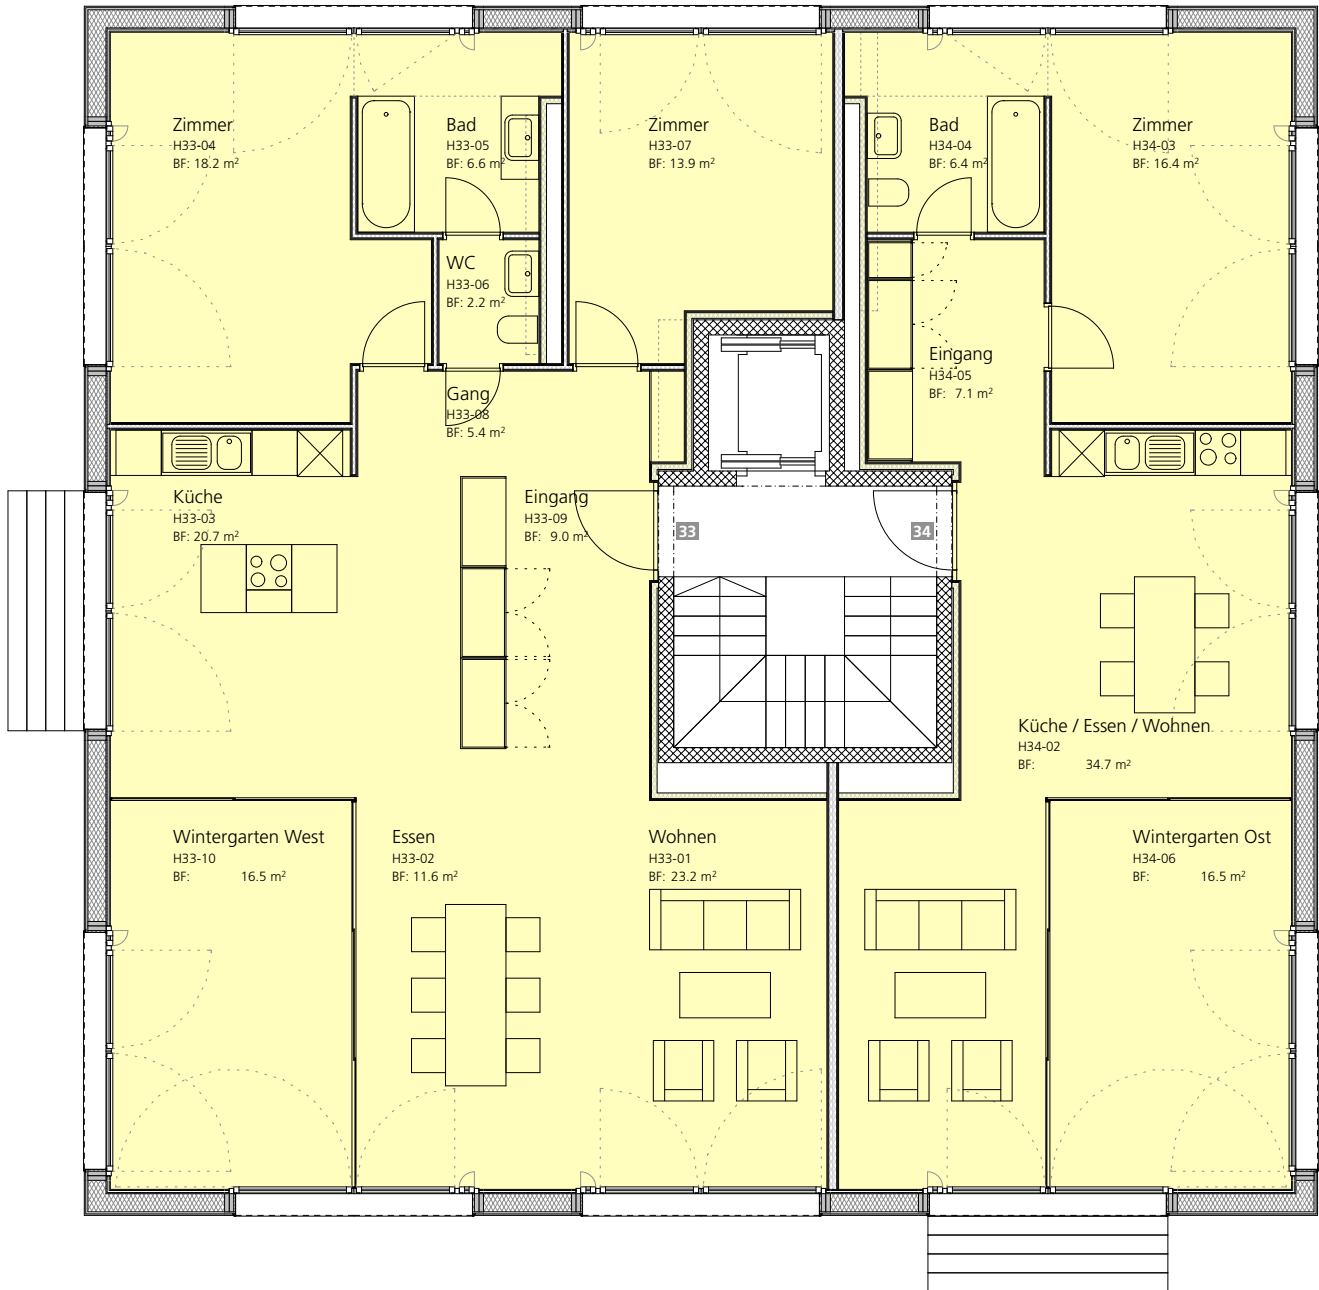 Zimmer
H33-04
BF: 18.2 m²
Bad
H33-05
BF: 6.6 m²
Zimmer
H33-07
BF: 13.9 m²
Bad
H34-04
BF: 6.4 m²
Zimmer
H34-03
BF: 16.4 m²
WC
H33-06
BF: 2.2 m²
Eingang
H34-05
BF: 7.1 m²
Gang
H33-08
BF: 5.4 m²
Küche
H33-03
BF: 20.7 m²
Eingang
H33-09
BF: 9.0 m²
33
34
Küche / Essen / Wohnen
H34-02
BF: 34.7 m²
Wintergarten West
H33-10
BF: 16.5 m²
Essen
H33-02
BF: 11.6 m²
Wohnen
H33-01
BF: 23.2 m²
Wintergarten Ost
H34-06
BF: 16.5 m²